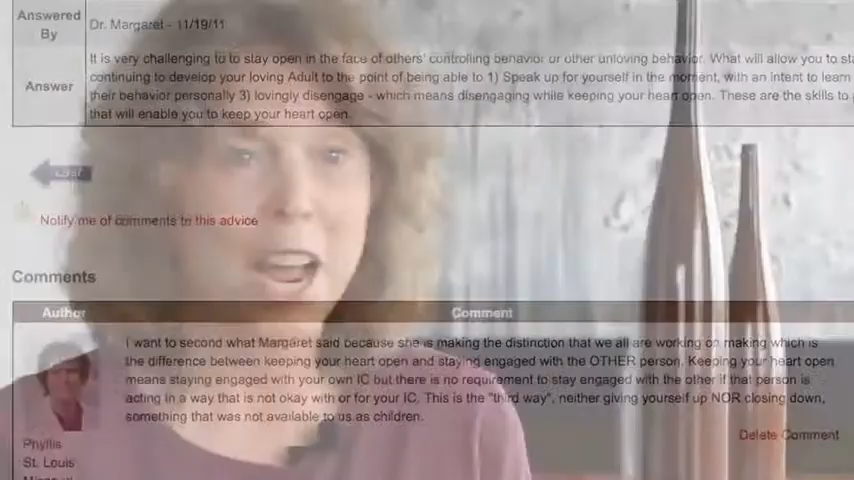 Answered
By
Dr. Margaret - 11/19/11
Answer
It is very challenging to to stay open in the face of others' controlling behavior or other unloving behavior. What will allow you to sta
continuing to develop your loving Adult to the point of being able to 1) Speak up for yourself in the moment, with an intent to learn
their behavior personally 3) lovingly disengage - which means disengaging while keeping your heart open. These are the skills to
that will enable you to keep your heart open.
Notify me of comments to this advice
Comments
Author
Comment
I want to second what Margaret said because she is making the distinction that we all are working on making which is
the difference between keeping your heart open and staying engaged with the OTHER person. Keeping your heart open
means staying engaged with your own IC but there is no requirement to stay engaged with the other if that person is
acting in a way that is not okay with or for your IC. This is the "third way", neither giving yourself up NOR closing down,
something that was not available to us as children.
Delete Comment
Phyllis
St. Louis